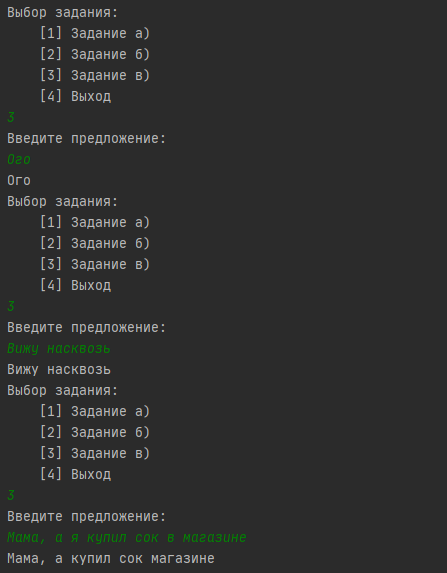 Выбор задания:
[1] Задание а)
[2] Задание б)
[3] Задание в)
[4] Выход
3
Введите предложение:
Ого
Ого
Выбор задания:
[1] Задание а)
[2] Задание б)
[3] Задание в)
[4] Выход
3
Введите предложение:
Вижу насквозь
Вижу насквозь
Выбор задания:
[1] Задание а)
[2] Задание б)
[3] Задание в)
[4] Выход
3
Введите предложение:
Мама, а я купил сок в магазине
Мама, а купил сок магазине